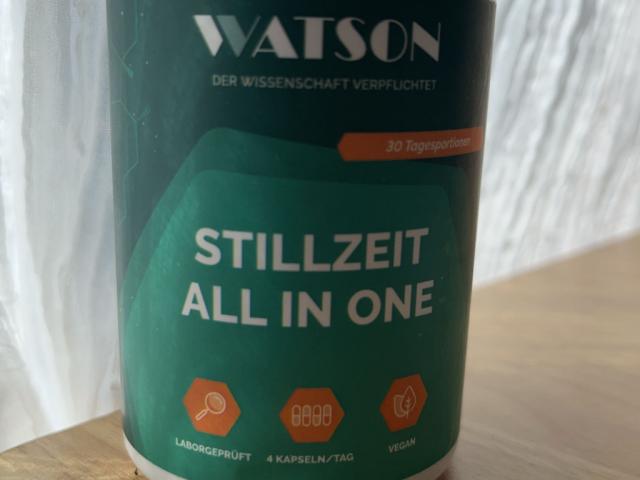 WATSON
DER WISSENSCHAFT VERPFLICHTET
30 Tagesportionen
STILLZEIT
ALL IN ONE
LABORGEPRÜFT
4 KAPSELN/TAG
VEGAN